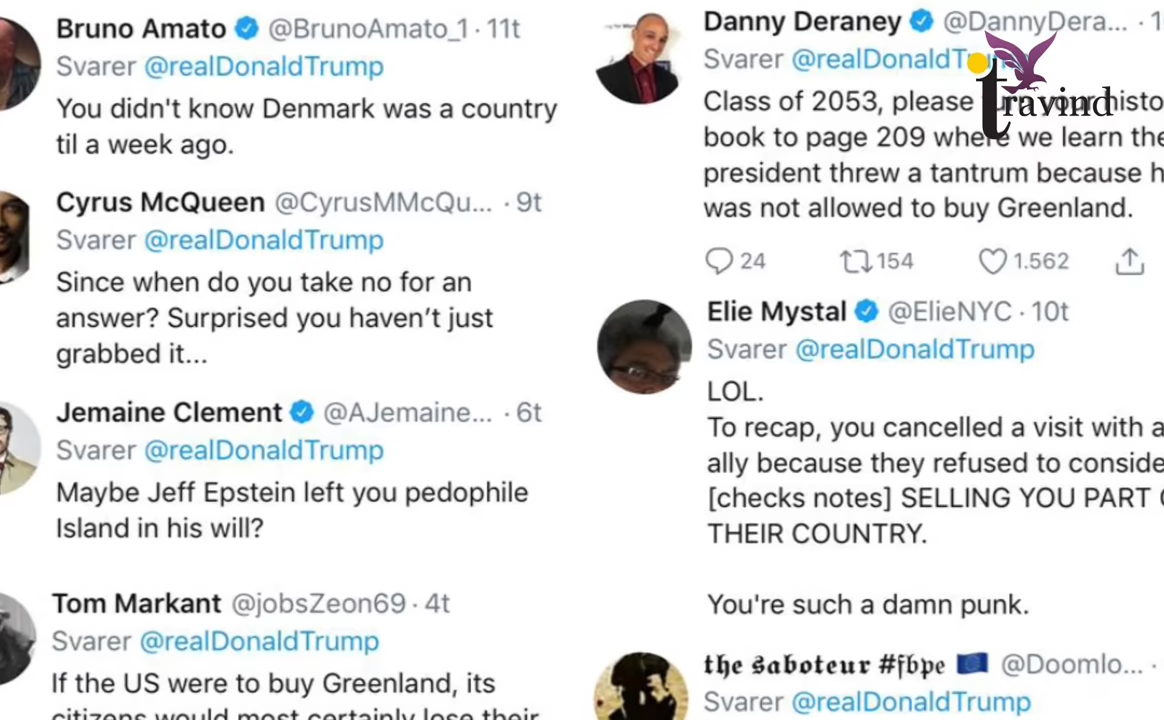 Bruno Amato @BrunoAmato_1 · 11t
Svarer @realDonaldTrump
You didn't know Denmark was a country
til a week ago.
Cyrus McQueen @CyrusMMcQu... · 9t
Svarer @realDonaldTrump
Since when do you take no for an
answer? Surprised you haven't just
grabbed it...
Jemaine Clement @AJemaine... · 6t
Svarer @realDonaldTrump
Maybe Jeff Epstein left you pedophile
Island in his will?
Tom Markant @jobsZeon69 · 4t
Svarer @realDonaldTrump
If the US were to buy Greenland, its
citizens would most certainly lose their
Danny Deraney @DannyDera... · 1
Svarer @realDonaldTrump
travind
Class of 2053, please turn your histo
book to page 209 where we learn the
president threw a tantrum because h
was not allowed to buy Greenland.
24 154 1.562
Elie Mystal @ElieNYC · 10t
Svarer @realDonaldTrump
LOL.
To recap, you cancelled a visit with a
ally because they refused to conside
[checks notes] SELLING YOU PART
THEIR COUNTRY.
You're such a damn punk.
the saboteur #fbpe @Doomlo... ·
Svarer @realDonaldTrump